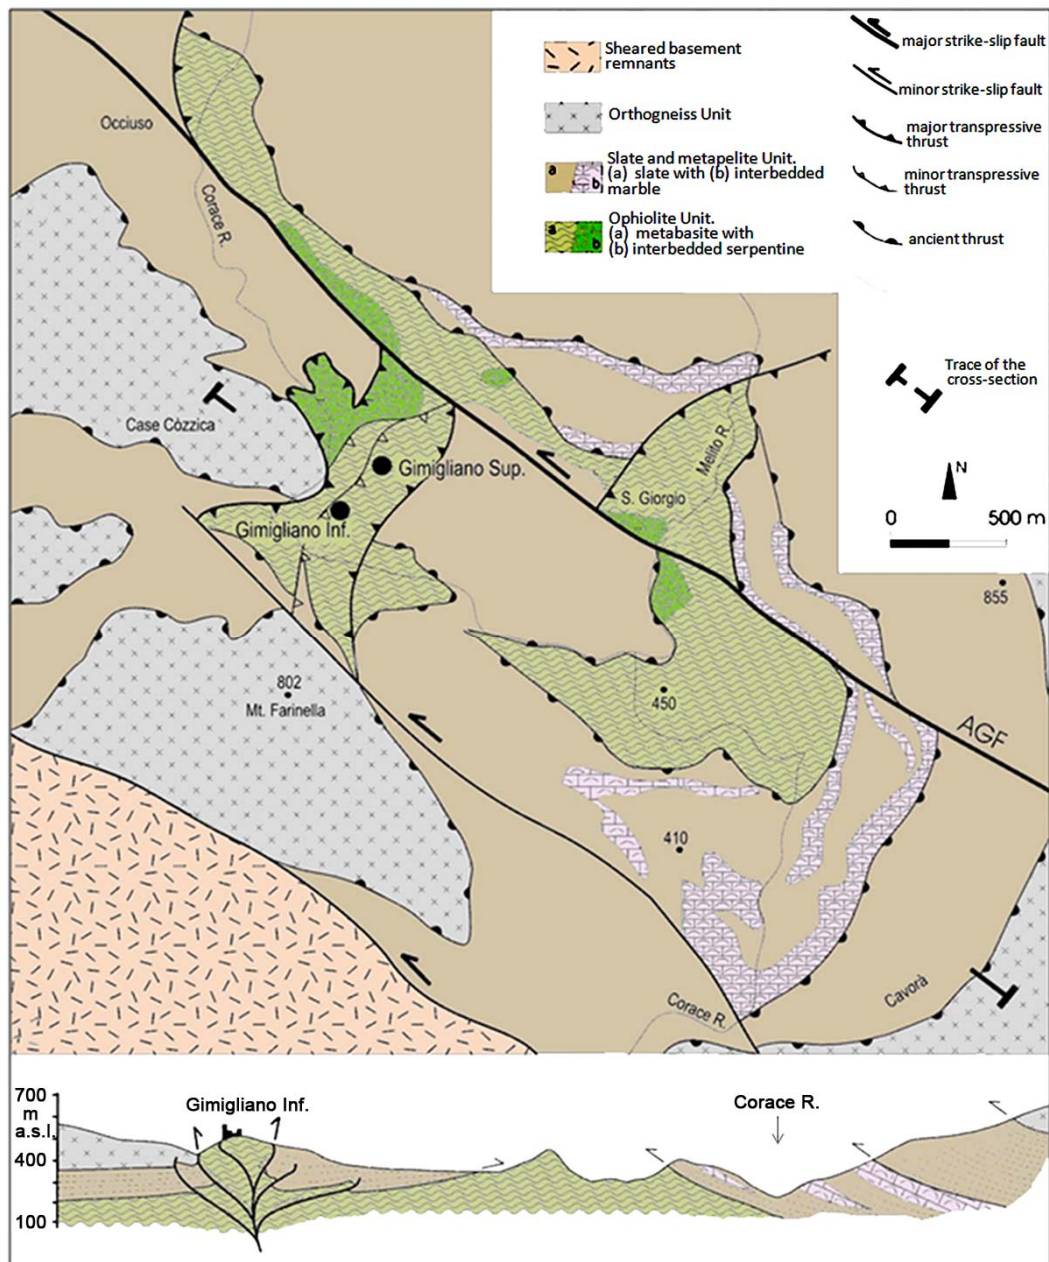 Sheared basement
remnants
Orthogneiss Unit
a
b
Slate and metapelite Unit.
(a) slate with (b) interbedded
marble
a
b
Ophiolite Unit.
(a) metabasite with
(b) interbedded serpentine
major strike-slip fault
minor strike-slip fault
major transpressive
thrust
minor transpressive
thrust
ancient thrust
Trace of the
cross-section
N
0 500 m
Occiuso
Corace R.
Case Còzzica
Gimigliano Sup.
Gimigliano Inf.
S. Giorgio
Melito R.
855
802
Mt. Farinella
450
AGF
410
Cavorà
Corace R.
700
m
a.s.l.
400
100
Gimigliano Inf.
Corace R.